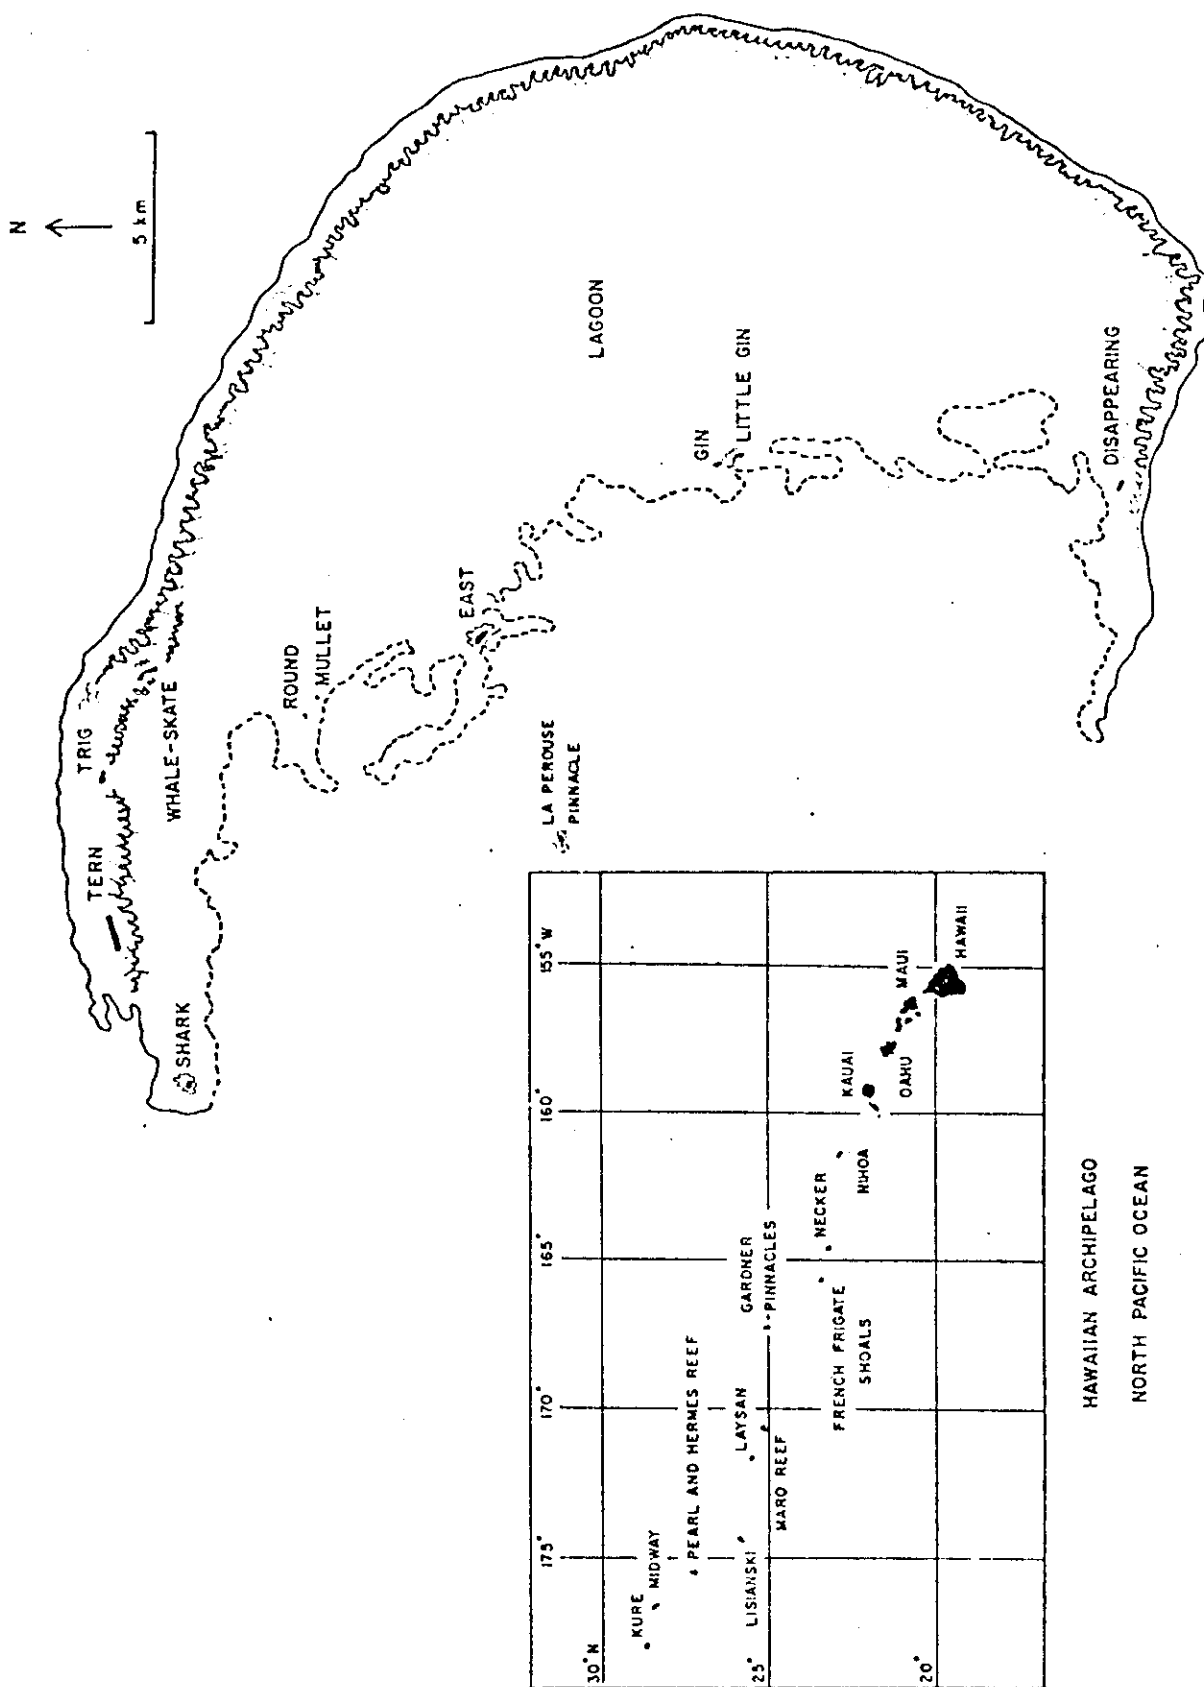 N
5 km
TRIG
TERN
WHALE-SKATE
SHARK
ROUND
MULLET
EAST
LA PEROUSE
PINNACLE
LAGOON
GIN
LITTLE GIN
DISAPPEARING
175°
170°
165°
160°
155°W
30°N
25°
20°
KURE
MIDWAY
PEARL AND HERMES REEF
LISIANSKI
LAYSAN
MARO REEF
GARDNER
PINNACLES
FRENCH FRIGATE
SHOALS
NECKER
NIHOA
KAUAI
OAHU
MAUI
HAWAII
HAWAIIAN ARCHIPELAGO
NORTH PACIFIC OCEAN